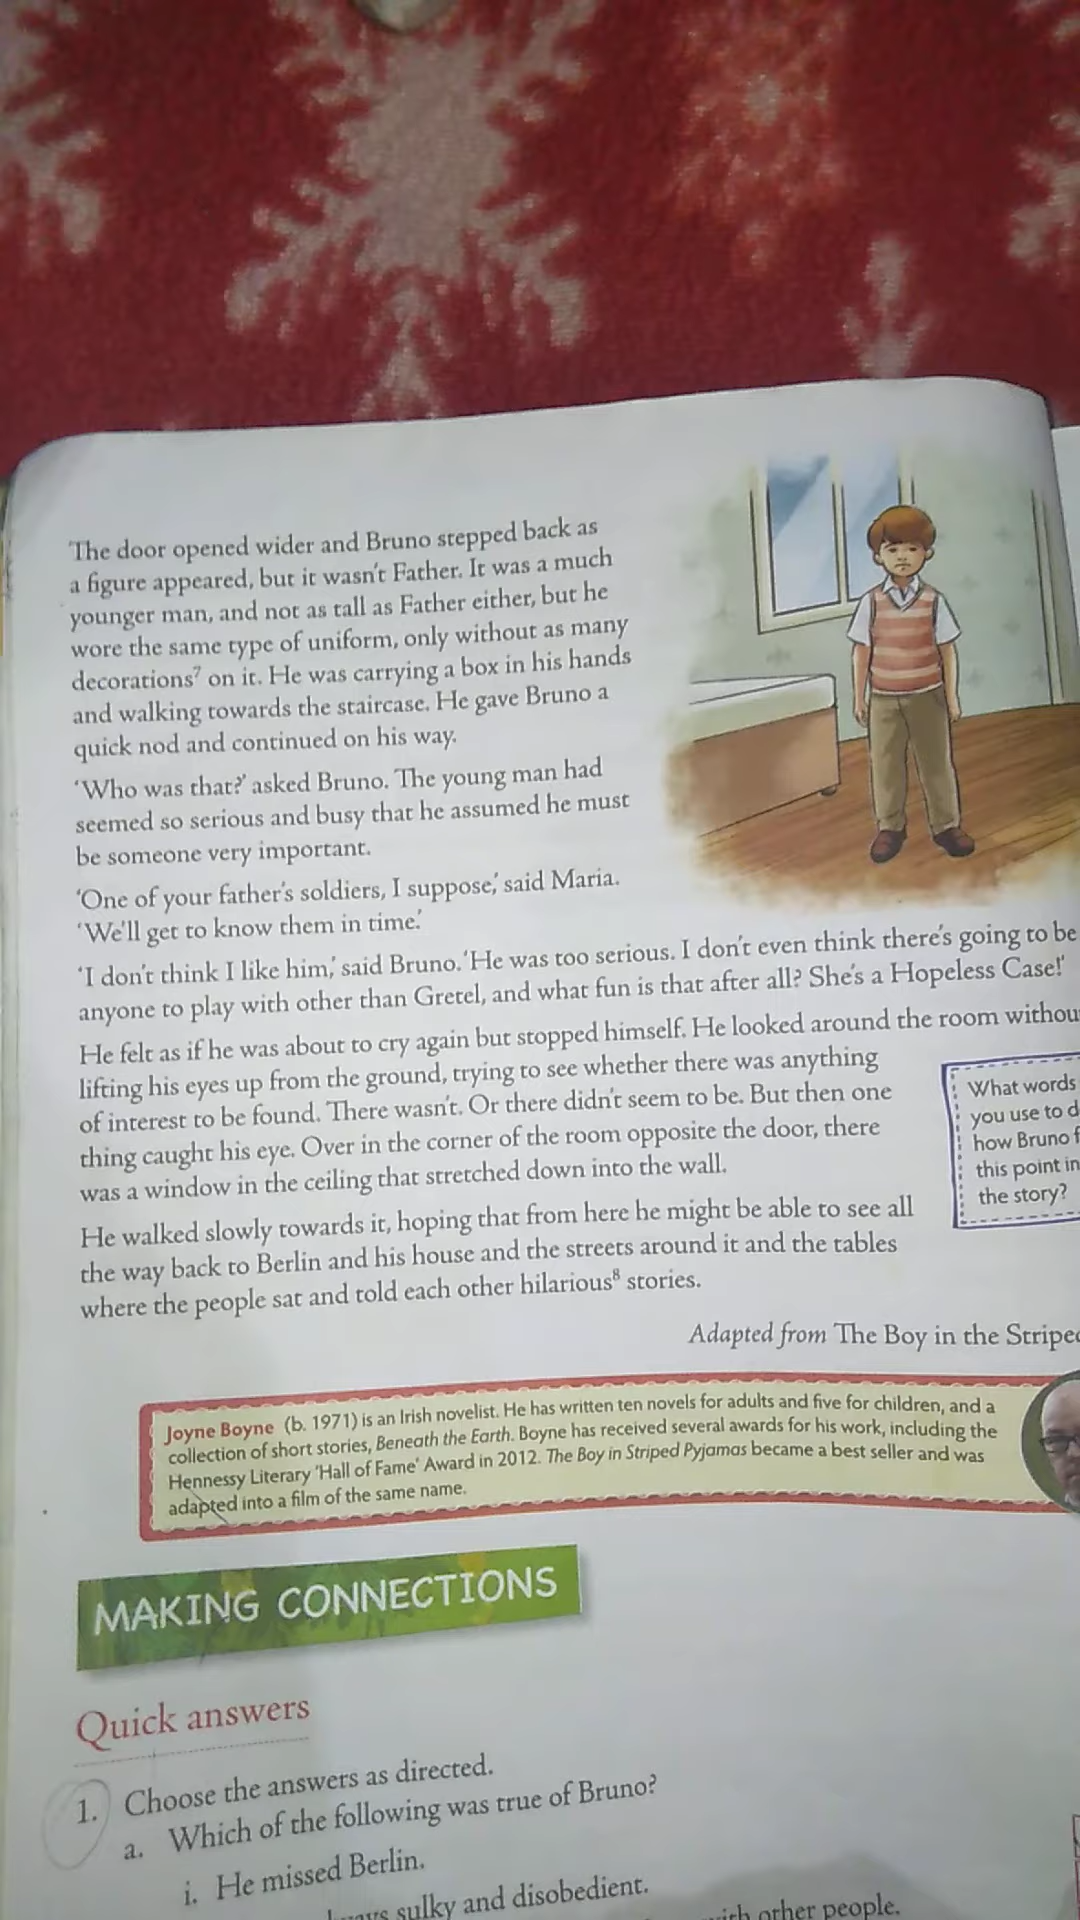 The door opened wider and Bruno stepped back as
a figure appeared, but it wasn't Father. It was a much
younger man, and not as tall as Father either, but he
wore the same type of uniform, only without as many
decorations⁷ on it. He was carrying a box in his hands
and walking towards the staircase. He gave Bruno a
quick nod and continued on his way.
'Who was that?' asked Bruno. The young man had
seemed so serious and busy that he assumed he must
be someone very important.
'One of your father's soldiers, I suppose,' said Maria.
'We'll get to know them in time.'
'I don't think I like him,' said Bruno. 'He was too serious. I don't even think there's going to be
anyone to play with other than Gretel, and what fun is that after all? She's a Hopeless Case!'
He felt as if he was about to cry again but stopped himself. He looked around the room withou
lifting his eyes up from the ground, trying to see whether there was anything
of interest to be found. There wasn't. Or there didn't seem to be. But then one
thing caught his eye. Over in the corner of the room opposite the door, there
was a window in the ceiling that stretched down into the wall.
What words
you use to d
how Bruno f
this point in
the story?
He walked slowly towards it, hoping that from here he might be able to see all
the way back to Berlin and his house and the streets around it and the tables
where the people sat and told each other hilarious⁸ stories.
Adapted from The Boy in the Stripe
Joyne Boyne (b. 1971) is an Irish novelist. He has written ten novels for adults and five for children, and a
collection of short stories, Beneath the Earth. Boyne has received several awards for his work, including the
Hennessy Literary 'Hall of Fame' Award in 2012. The Boy in Striped Pyjamas became a best seller and was
adapted into a film of the same name.
MAKING CONNECTIONS
Quick answers
1. Choose the answers as directed.
a. Which of the following was true of Bruno?
i. He missed Berlin.
sulky and disobedient.
other people.